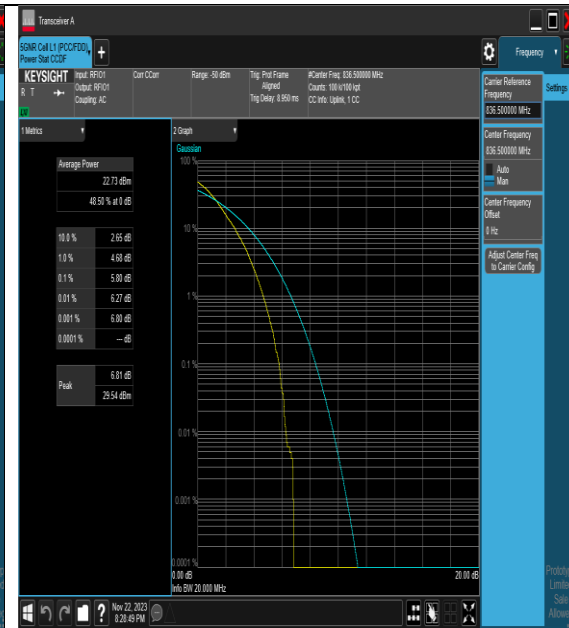 Transceiver A
5GNR Cell L1 (PCC/FDD)
Power Stat CCDF
Frequency
KEYSIGHT
R T
LV
Input: RFIO1
Output: RFIO1
Coupling: AC
Corr CCorr
Range: -50 dBm
Trig: Prot Frame
Aligned
Trig Delay: 8.950 ms
#Center Freq: 836.500000 MHz
Counts: 100 k/100 kpt
CC Info: Uplink, 1 CC
1 Metrics
Average Power
22.73 dBm
48.50 % at 0 dB
10.0 % 2.65 dB
1.0 % 4.68 dB
0.1 % 5.80 dB
0.01 % 6.27 dB
0.001 % 6.80 dB
0.0001 % --- dB
Peak
6.81 dB
29.54 dBm
2 Graph
Gaussian
100 %
10 %
1 %
0.1 %
0.01 %
0.001 %
0.0001 %
0.00 dB
20.00 dB
Info BW 20.000 MHz
Carrier Reference
Frequency
836.500000 MHz
Center Frequency
836.500000 MHz
Auto
Man
Center Frequency
Offset
0 Hz
Adjust Center Freq
to Carrier Config
Settings
Nov 22, 2023
8:28:49 PM
Limite
Sale
Allowe